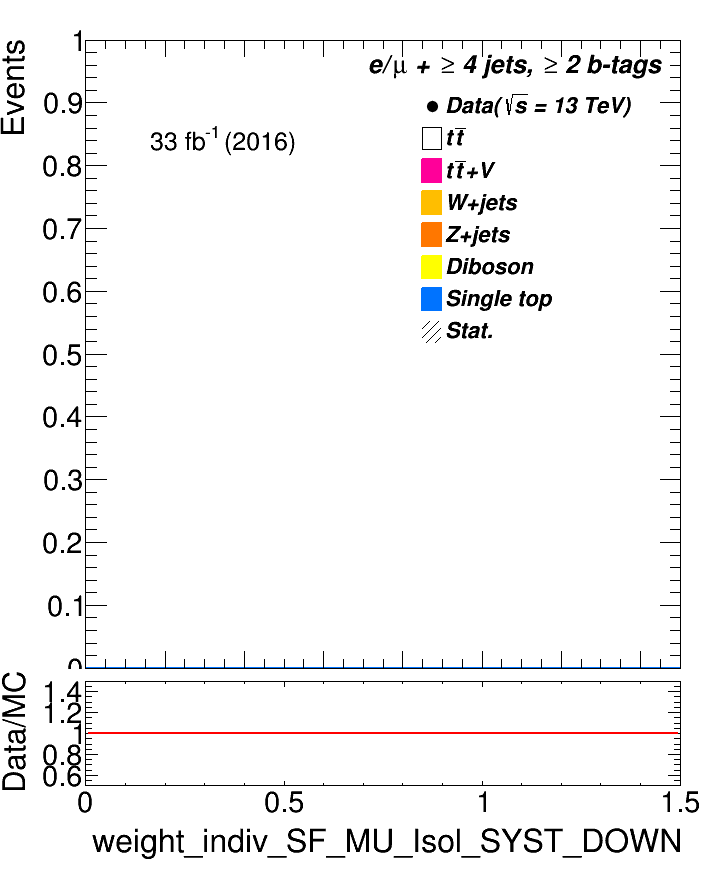 Events
1
0.9
0.8
0.7
0.6
0.5
0.4
0.3
0.2
0.1
0
e/μ + ≥ 4 jets, ≥ 2 b-tags
33 fb⁻¹ (2016)
Data(√s = 13 TeV)
tt̅
tt̅+V
W+jets
Z+jets
Diboson
Single top
Stat.
Data/MC
1.4
1.2
1
0.8
0.6
0 0.5 1 1.5
weight_indiv_SF_MU_Isol_SYST_DOWN